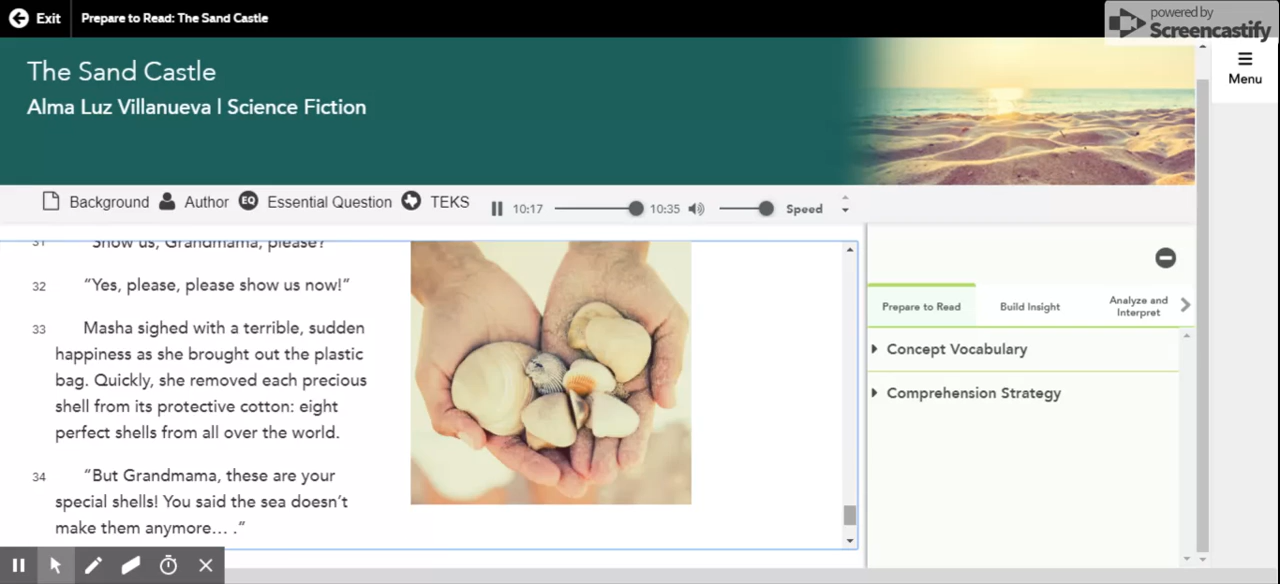 Exit Prepare to Read: The Sand Castle
powered by
Screencastify
Menu
The Sand Castle
Alma Luz Villanueva | Science Fiction
Background Author EQ Essential Question TEKS 10:17 10:35 Speed
31 "Show us, Grandmama, please?"
32 “Yes, please, please show us now!”
33 Masha sighed with a terrible, sudden
happiness as she brought out the plastic
bag. Quickly, she removed each precious
shell from its protective cotton: eight
perfect shells from all over the world.
34 “But Grandmama, these are your
special shells! You said the sea doesn’t
make them anymore… .”
Prepare to Read Build Insight Analyze and
Interpret
Concept Vocabulary
Comprehension Strategy